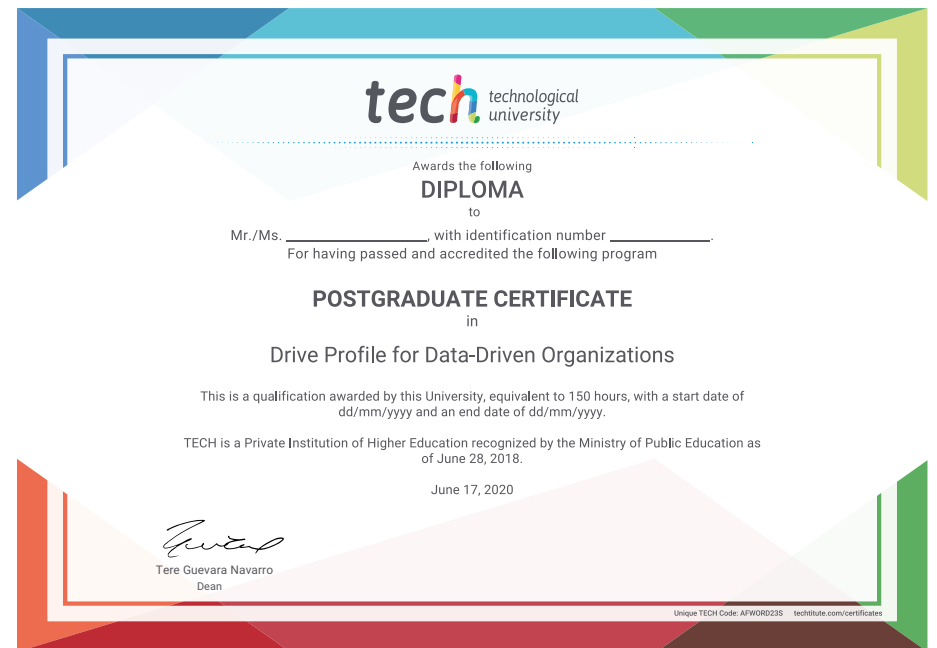 tech technological
university
Awards the following
DIPLOMA
to
Mr./Ms. ____________________, with identification number ______________.
For having passed and accredited the following program
POSTGRADUATE CERTIFICATE
in
Drive Profile for Data-Driven Organizations
This is a qualification awarded by this University, equivalent to 150 hours, with a start date of
dd/mm/yyyy and an end date of dd/mm/yyyy.
TECH is a Private Institution of Higher Education recognized by the Ministry of Public Education as
of June 28, 2018.
June 17, 2020
Tere Guevara Navarro
Dean
Unique TECH Code: AFWORD23S techtitute.com/certificates